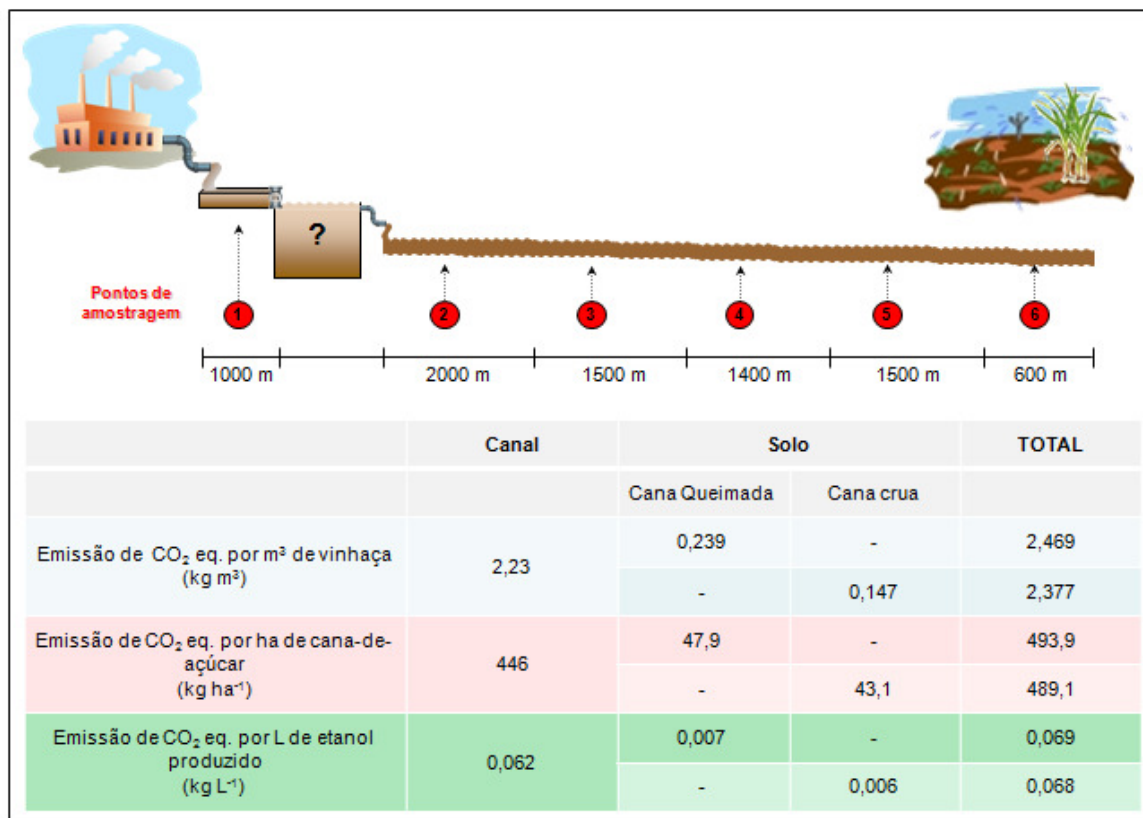 ?
Pontos de
amostragem
1 2 3 4 5 6
1000 m 2000 m 1500 m 1400 m 1500 m 600 m
Canal Solo TOTAL
Cana Queimada Cana crua
Emissão de CO₂ eq. por m³ de vinhaça
(kg m³)
2,23
0,239 - 2,469
- 0,147 2,377
Emissão de CO₂ eq. por ha de cana-de-
açúcar
(kg ha⁻¹)
446
47,9 - 493,9
- 43,1 489,1
Emissão de CO₂ eq. por L de etanol
produzido
(kg L⁻¹)
0,062
0,007 - 0,069
- 0,006 0,068